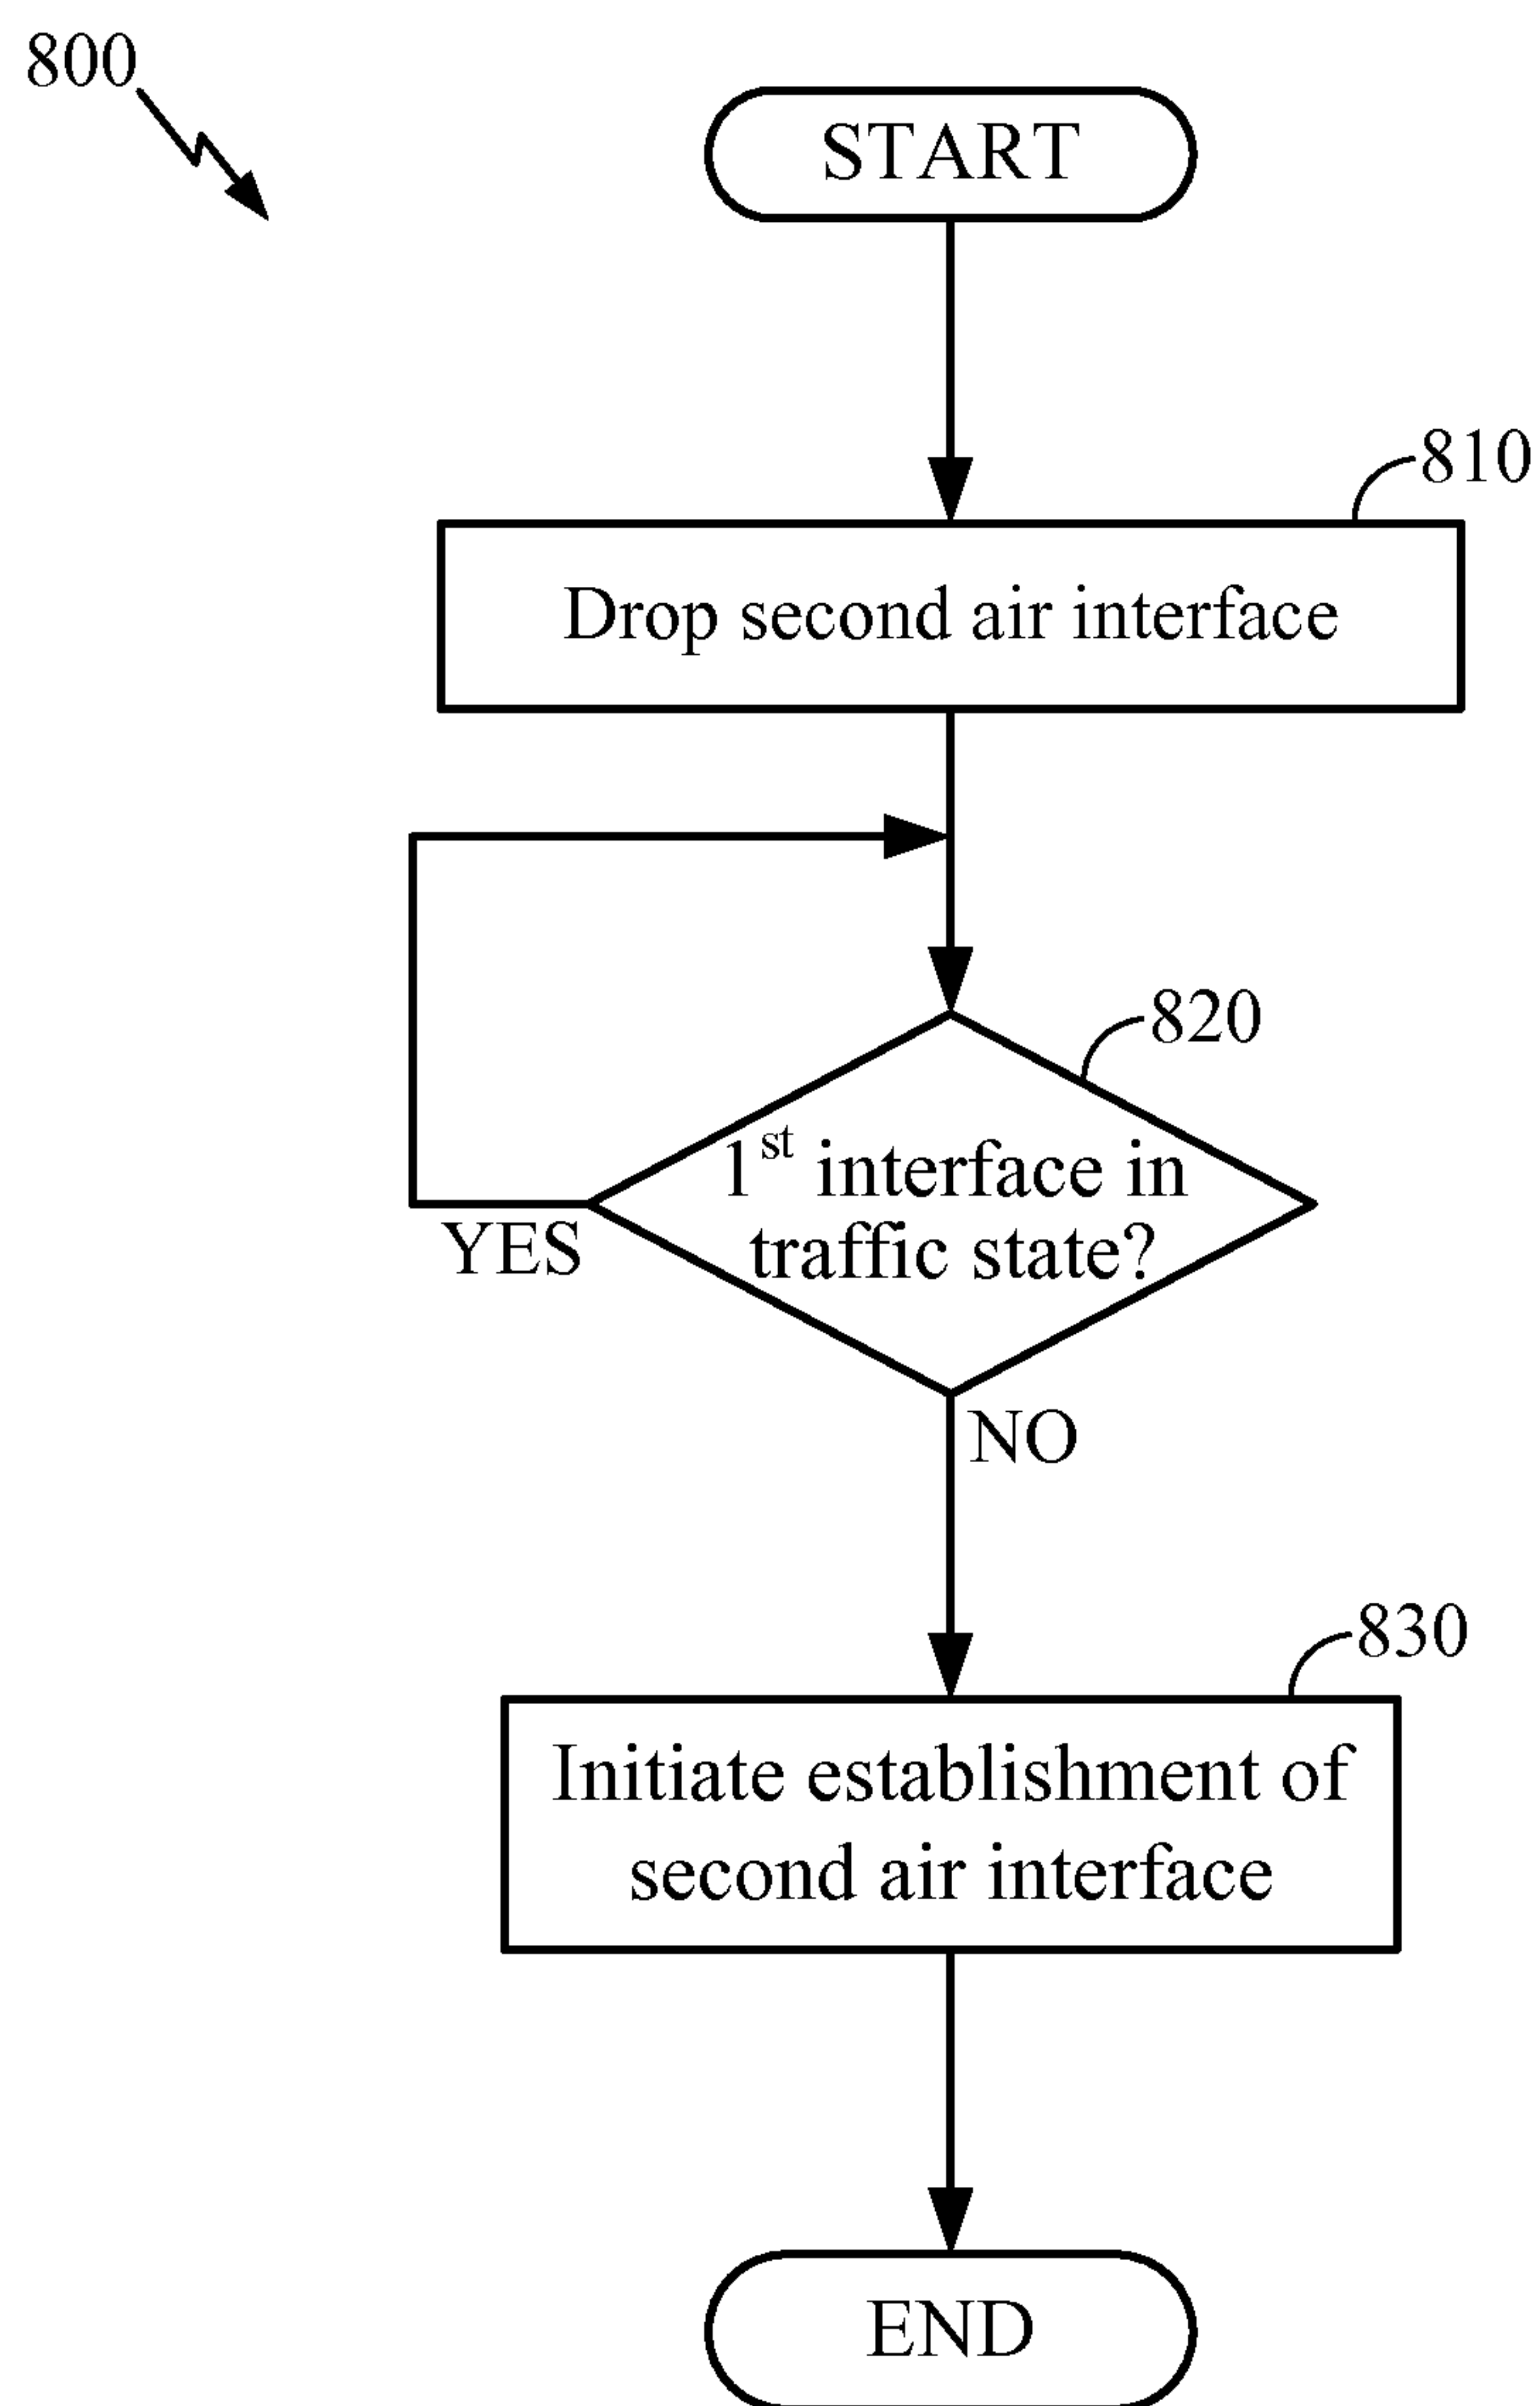 800
START
810
Drop second air interface
820
1st interface in
traffic state?
YES
NO
830
Initiate establishment of
second air interface
END